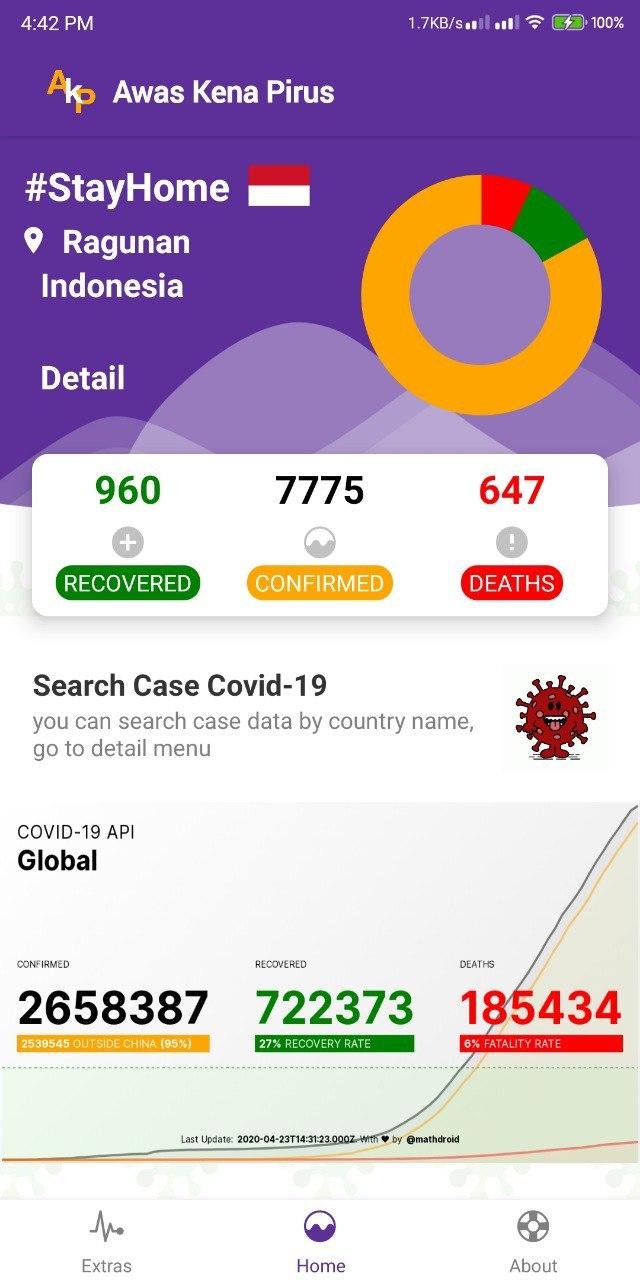 4:42 PM
1.7KB/s
100%
AkP
Awas Kena Pirus
#StayHome
Ragunan
Indonesia
Detail
960
7775
647
RECOVERED
CONFIRMED
DEATHS
Search Case Covid-19
you can search case data by country name,
go to detail menu
COVID-19 API
Global
CONFIRMED
RECOVERED
DEATHS
2658387
722373
185434
2539545 OUTSIDE CHINA (95%)
27% RECOVERY RATE
6% FATALITY RATE
Last Update: 2020-04-23T14:31:23.000Z. With ❤ by @mathdroid
Extras
Home
About